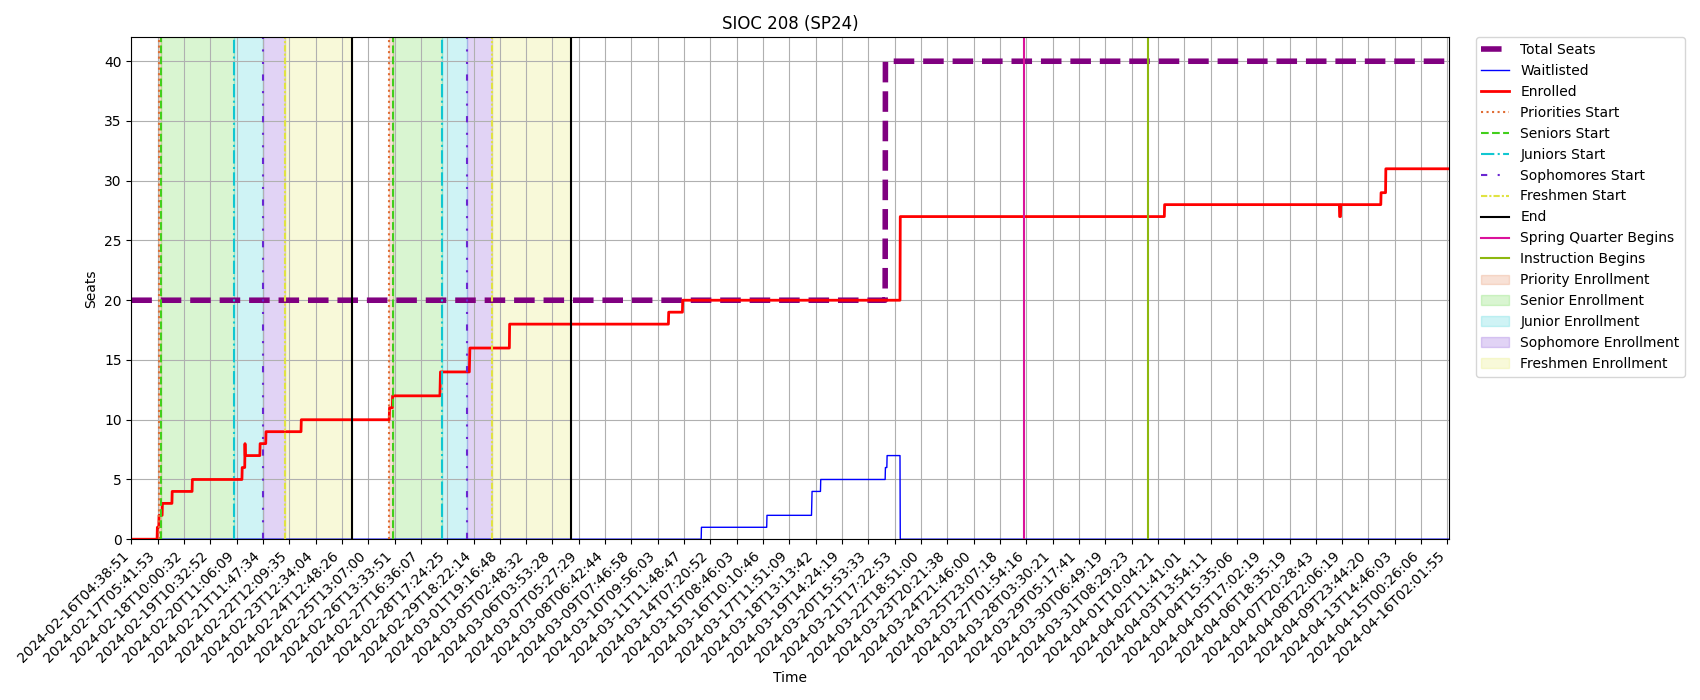 SIOC 208 (SP24)
Seats
40
35
30
25
20
15
10
5
0
2024-02-16T04:38:51
2024-02-17T05:41:53
2024-02-18T10:00:32
2024-02-19T10:32:52
2024-02-20T11:06:09
2024-02-21T11:47:34
2024-02-22T12:09:35
2024-02-23T12:34:04
2024-02-24T12:48:26
2024-02-25T13:07:00
2024-02-26T13:33:51
2024-02-27T16:36:07
2024-02-28T17:24:25
2024-02-29T18:22:14
2024-03-01T19:16:48
2024-03-05T02:48:32
2024-03-06T03:53:28
2024-03-07T05:27:29
2024-03-08T06:42:44
2024-03-09T07:46:58
2024-03-10T09:56:03
2024-03-11T11:48:47
2024-03-14T07:20:52
2024-03-15T08:46:03
2024-03-16T10:10:46
2024-03-17T11:51:09
2024-03-18T13:13:42
2024-03-19T14:24:19
2024-03-20T15:53:33
2024-03-21T17:22:53
2024-03-22T18:51:00
2024-03-23T20:21:38
2024-03-24T21:46:00
2024-03-25T23:07:18
2024-03-27T01:54:16
2024-03-28T03:30:21
2024-03-29T05:17:41
2024-03-30T06:49:19
2024-03-31T08:29:23
2024-04-01T10:04:21
2024-04-02T11:41:01
2024-04-03T13:54:11
2024-04-04T15:35:06
2024-04-05T17:02:19
2024-04-06T18:35:19
2024-04-07T20:28:43
2024-04-08T22:06:19
2024-04-09T23:44:20
2024-04-13T14:46:03
2024-04-15T00:26:06
2024-04-16T02:01:55
Time
Total Seats
Waitlisted
Enrolled
Priorities Start
Seniors Start
Juniors Start
Sophomores Start
Freshmen Start
End
Spring Quarter Begins
Instruction Begins
Priority Enrollment
Senior Enrollment
Junior Enrollment
Sophomore Enrollment
Freshmen Enrollment